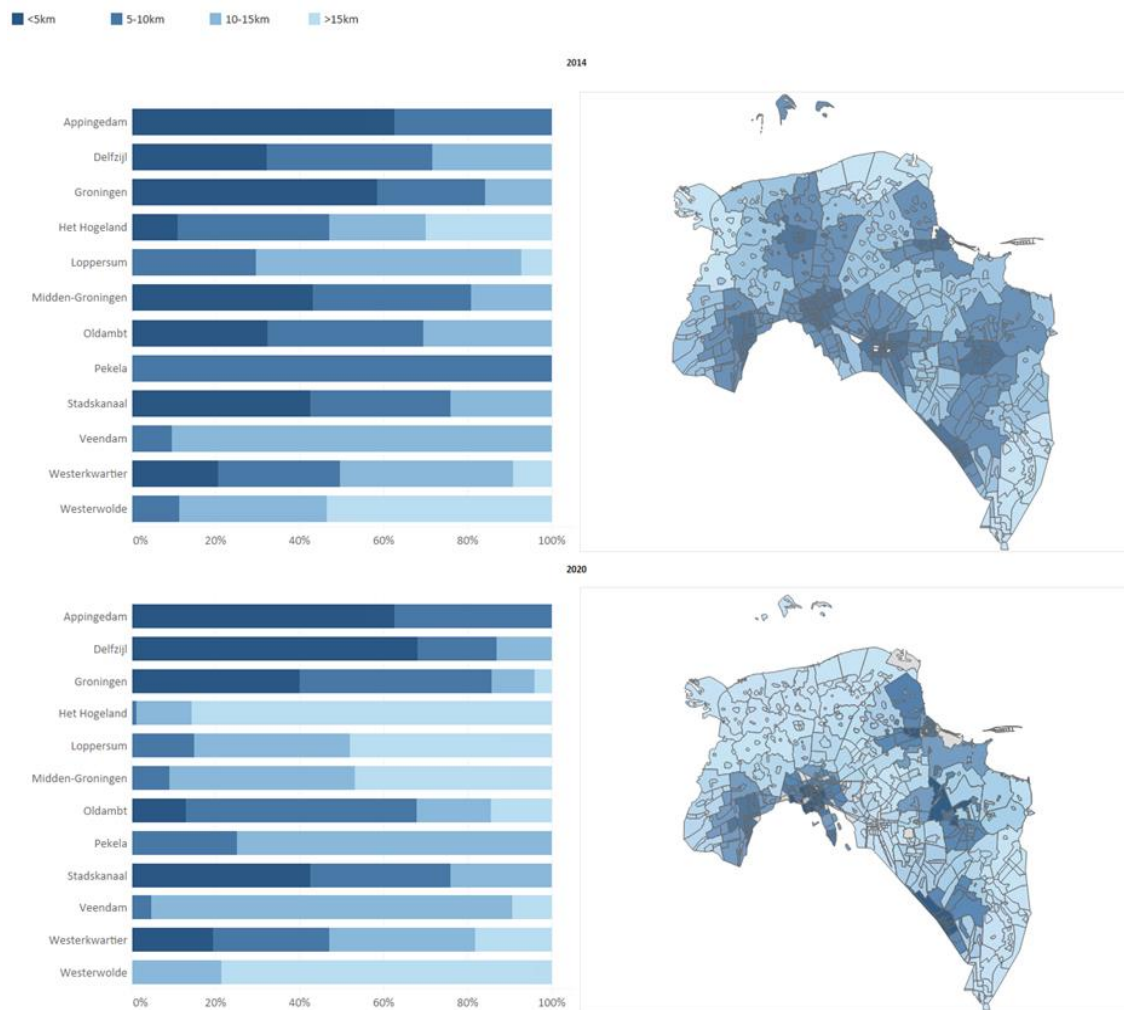 <5km 5-10km 10-15km >15km
2014
Appingedam
Delfzijl
Groningen
Het Hogeland
Loppersum
Midden-Groningen
Oldambt
Pekela
Stadskanaal
Veendam
Westerkwartier
Westerwolde
0% 20% 40% 60% 80% 100%
2020
Appingedam
Delfzijl
Groningen
Het Hogeland
Loppersum
Midden-Groningen
Oldambt
Pekela
Stadskanaal
Veendam
Westerkwartier
Westerwolde
0% 20% 40% 60% 80% 100%